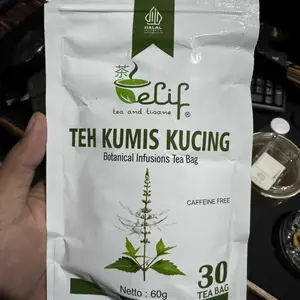 HALAL
INDONESIA
茶
elif
®
tea and tisane
TEH KUMIS KUCING
Botanical Infusions Tea Bag
CAFFEINE FREE
Netto : 60g
30
TEA BAG